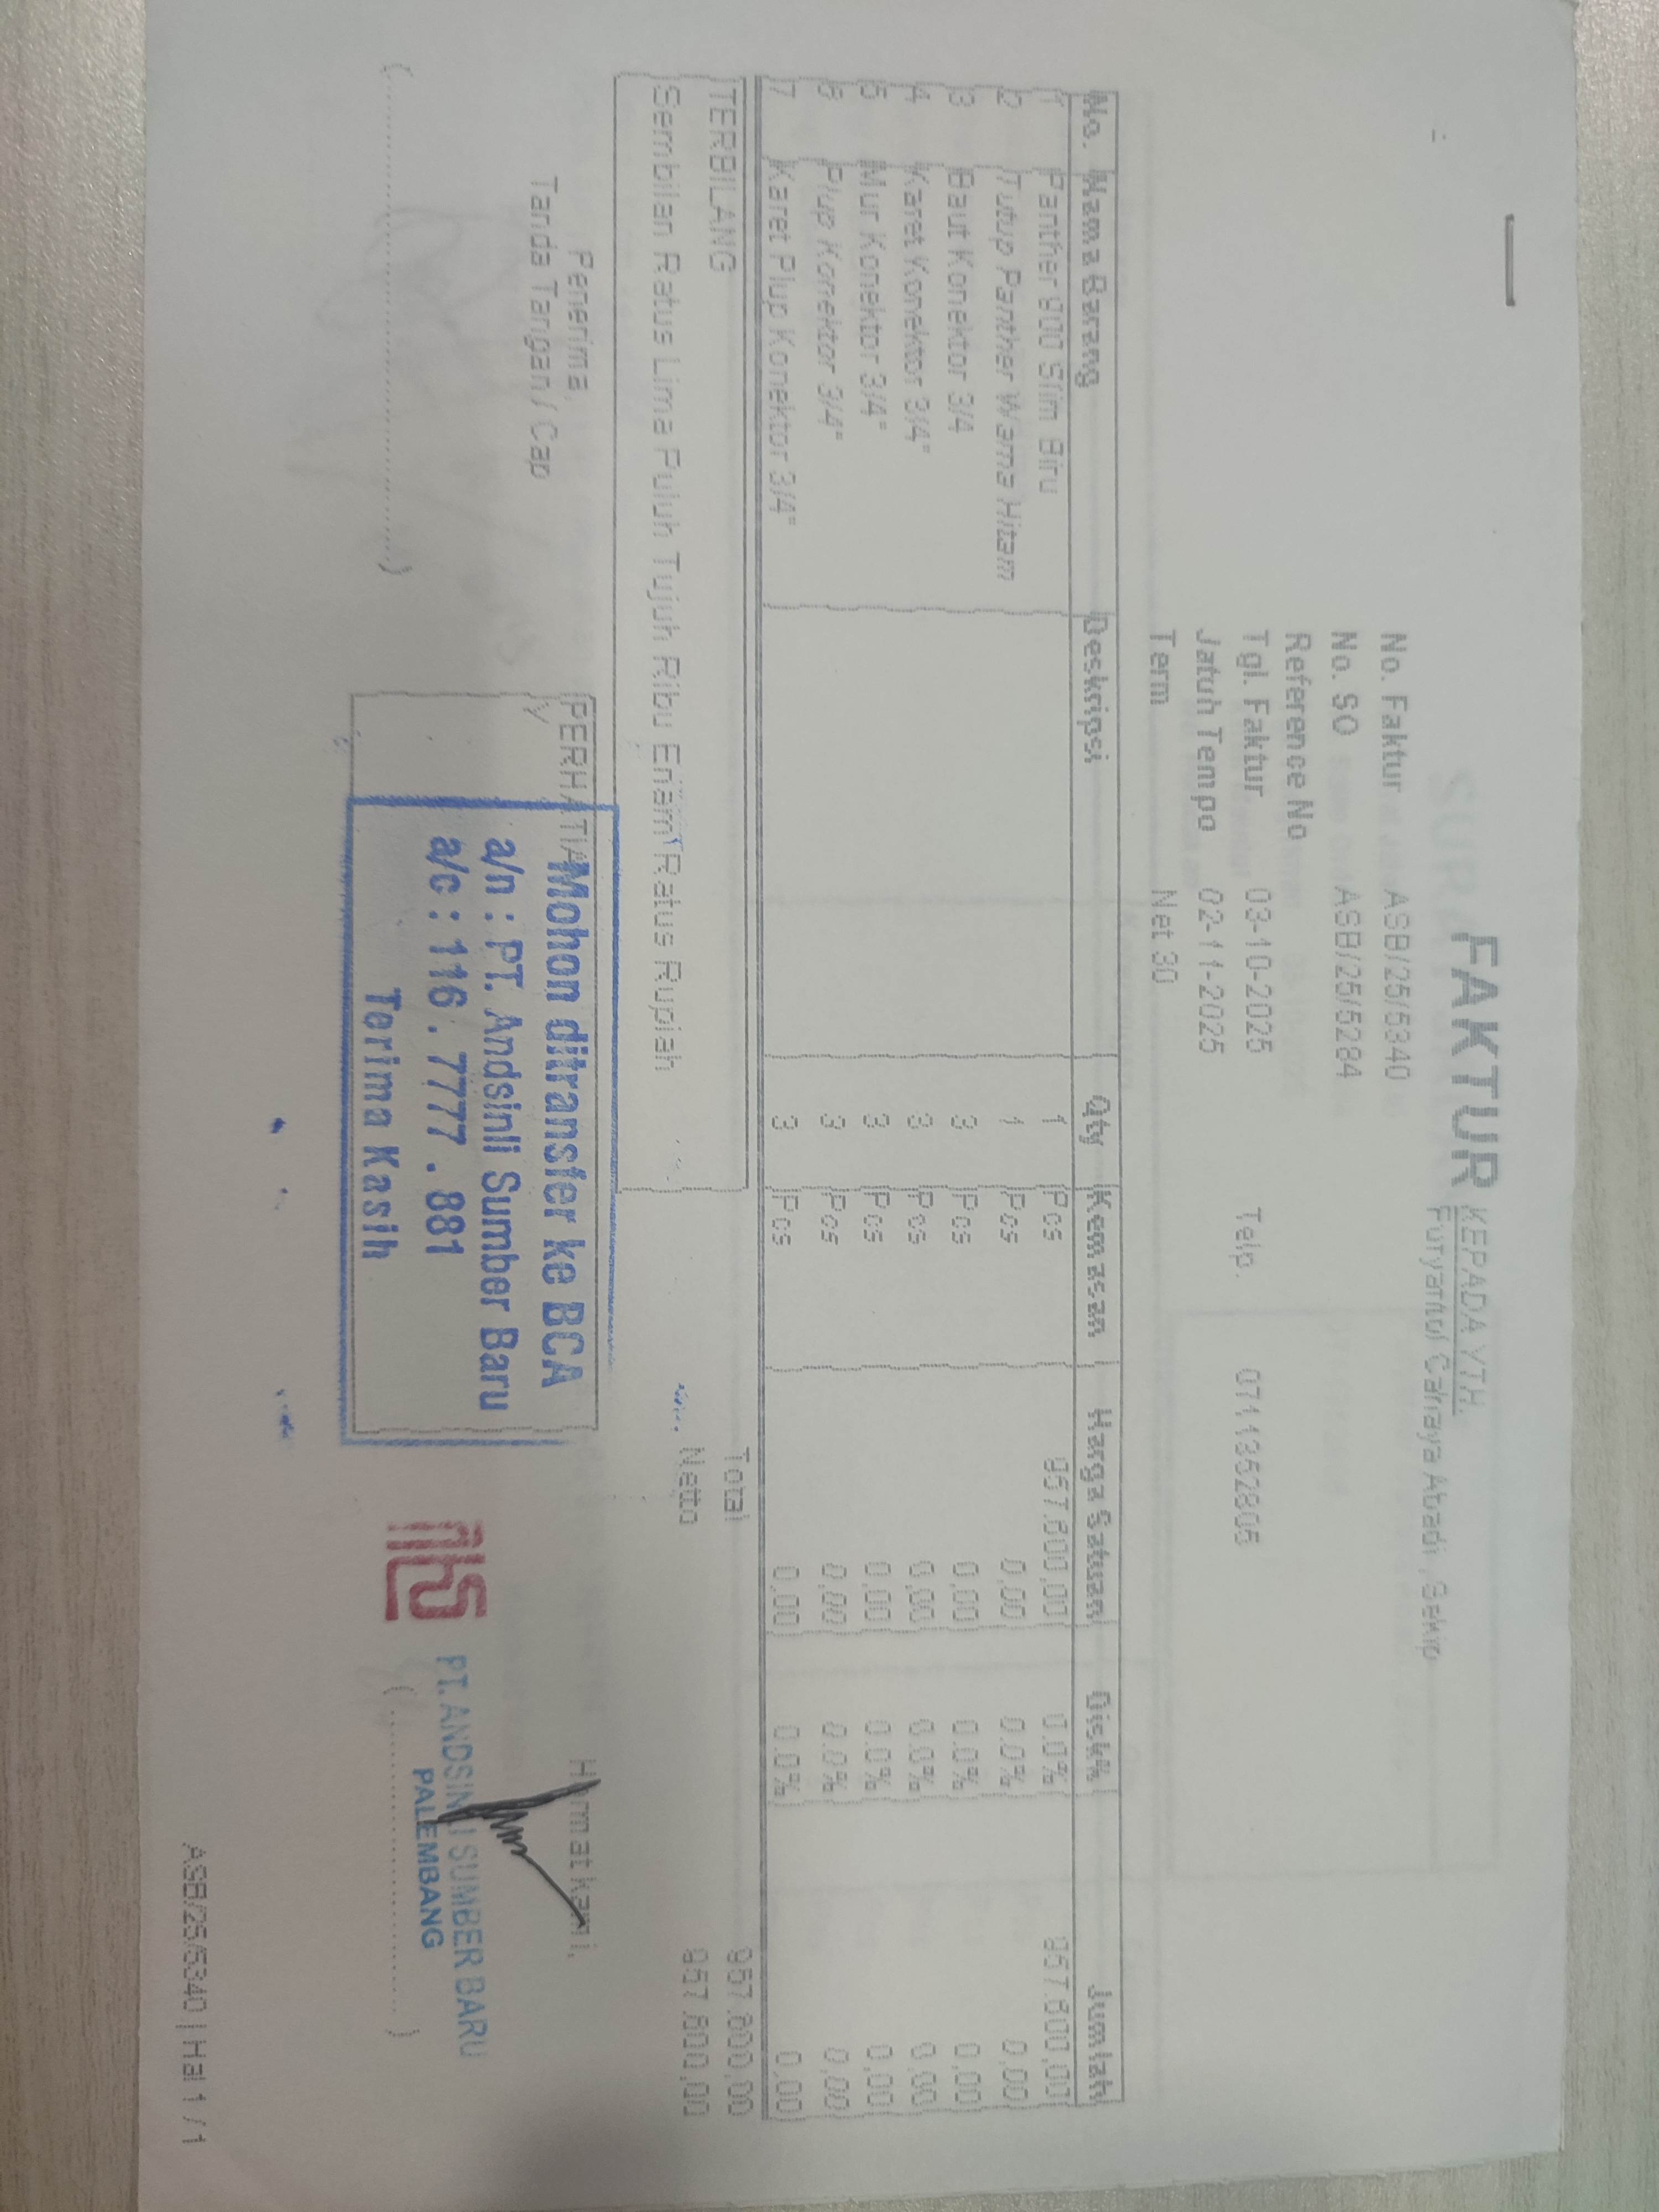 FAKTUR
KEPADA YTH.
Cahaya Abadi, Sekip
No. Faktur ASB/25/5340
No. SO ASB/25/5284
Reference No
Tgl. Faktur 03-10-2025 Telp. 0711352805
Jatuh Tempo 02-11-2025
Term Net 30
No. Nama Barang Deskripsi Qty Kemasan Harga Satuan Disk% Jumlah
1 Panther 800 Slim Biru 1 Pcs 957.600,00 0.0% 957.600,00
2 Tutup Panther Warna Hitam 1 Pcs 0,00 0.0% 0,00
3 Baut Konektor 3/4 3 Pcs 0,00 0.0% 0,00
4 Karet Konektor 3/4" 3 Pcs 0,00 0.0% 0,00
5 Mur Konektor 3/4" 3 Pcs 0,00 0.0% 0,00
6 Plup Konektor 3/4" 3 Pcs 0,00 0.0% 0,00
7 Karet Plup Konektor 3/4" 3 Pcs 0,00 0.0% 0,00
TERBILANG Total 957.600,00
Sembilan Ratus Lima Puluh Tujuh Ribu Enam Ratus Rupiah Netto 957.600,00
Penerima, Hormat kami,
Tanda Tangan / Cap
PERHATIA
Mohon ditransfer ke BCA
a/n : PT. Andsinli Sumber Baru
a/c : 116 . 7777 . 881
Terima Kasih
PT. ANDSINLI SUMBER BARU
PALEMBANG
(..............................) (..............................)
ASB/25/5340 | Hal 1 / 1